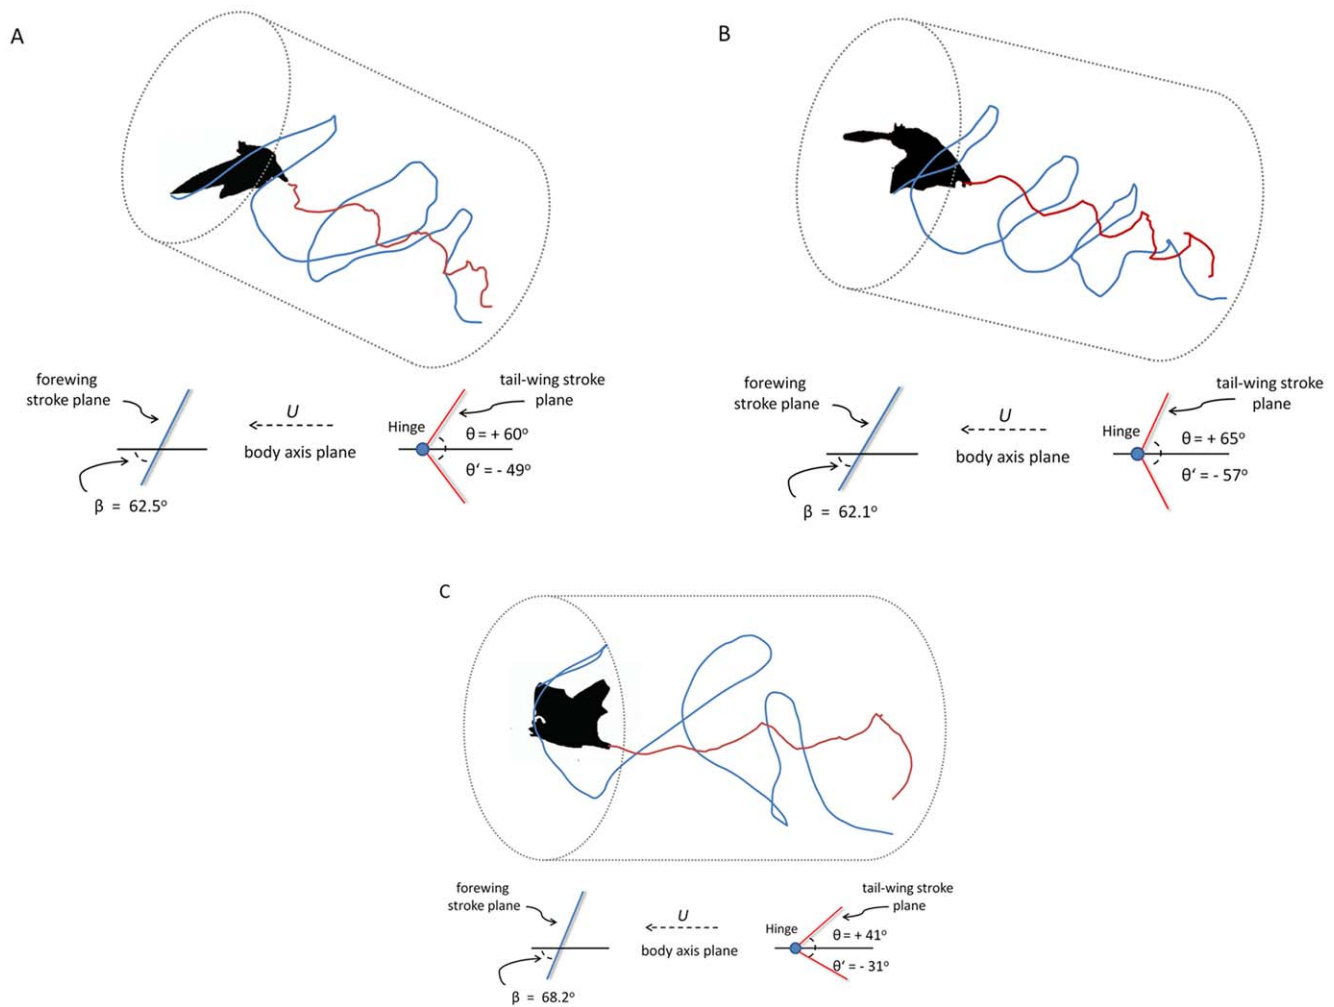 A
forewing
stroke plane
U
body axis plane
β = 62.5°
tail-wing stroke
plane
Hinge
θ = + 60°
θ' = - 49°
B
forewing
stroke plane
U
body axis plane
β = 62.1°
tail-wing stroke
plane
Hinge
θ = + 65°
θ' = - 57°
C
forewing
stroke plane
U
body axis plane
β = 68.2°
tail-wing stroke
plane
Hinge
θ = + 41°
θ' = - 31°